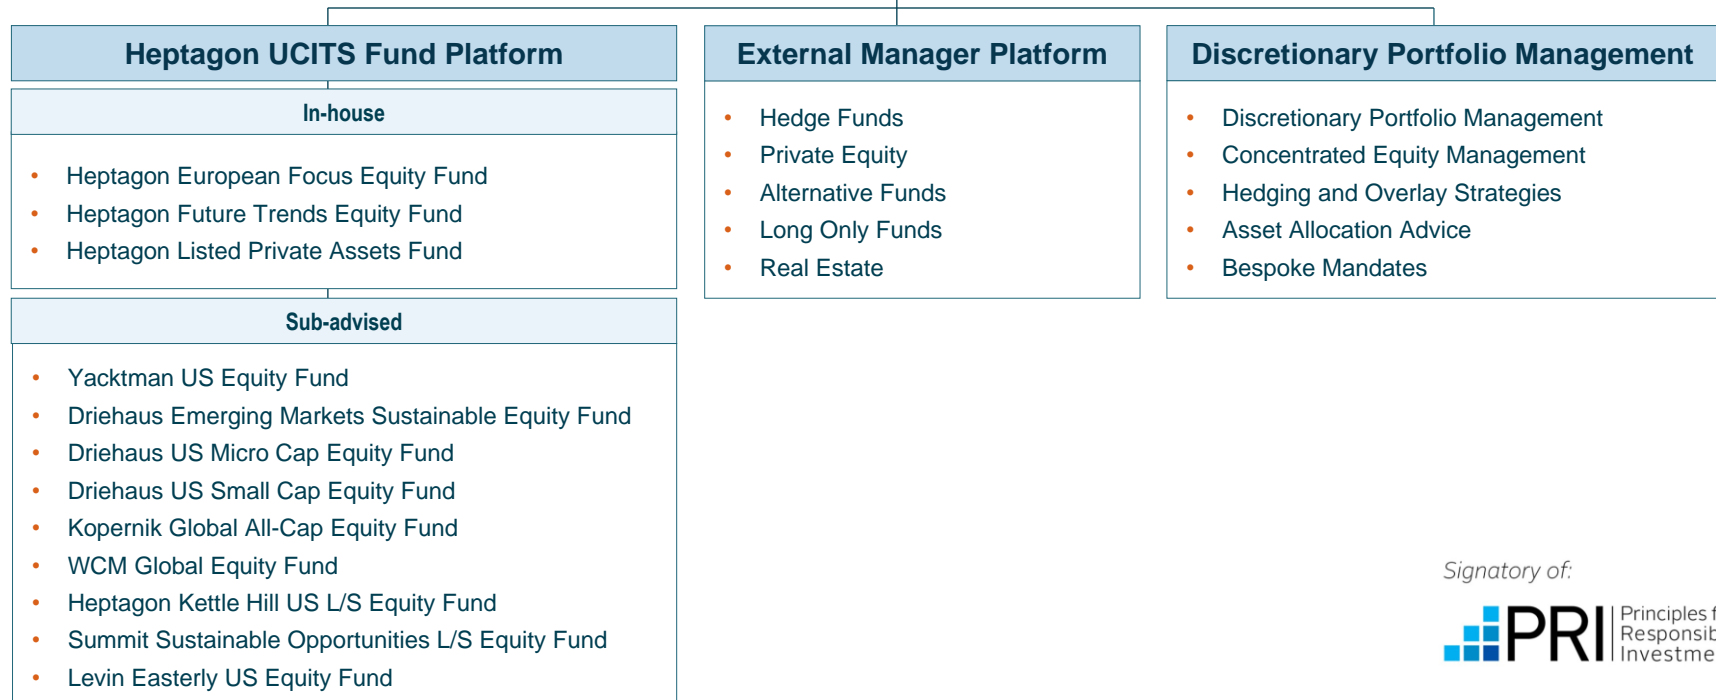 Heptagon UCITS Fund Platform
In-house
Heptagon European Focus Equity Fund
Heptagon Future Trends Equity Fund
Heptagon Listed Private Assets Fund
Sub-advised
Yacktman US Equity Fund
Driehaus Emerging Markets Sustainable Equity Fund
Driehaus US Micro Cap Equity Fund
Driehaus US Small Cap Equity Fund
Kopernik Global All-Cap Equity Fund
WCM Global Equity Fund
Heptagon Kettle Hill US L/S Equity Fund
Summit Sustainable Opportunities L/S Equity Fund
Levin Easterly US Equity Fund
External Manager Platform
Hedge Funds
Private Equity
Alternative Funds
Long Only Funds
Real Estate
Discretionary Portfolio Management
Discretionary Portfolio Management
Concentrated Equity Management
Hedging and Overlay Strategies
Asset Allocation Advice
Bespoke Mandates
Signatory of:
PRI
Principles